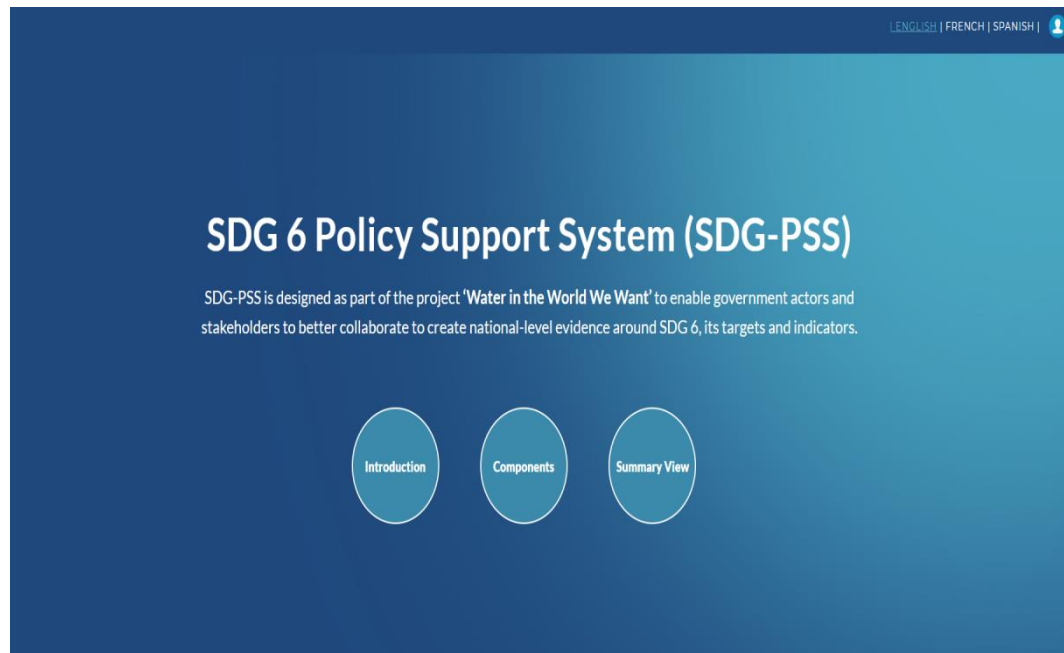 | ENGLISH | FRENCH | SPANISH |
SDG 6 Policy Support System (SDG-PSS)
SDG-PSS is designed as part of the project ‘Water in the World We Want’ to enable government actors and
stakeholders to better collaborate to create national-level evidence around SDG 6, its targets and indicators.
Introduction
Components
Summary View